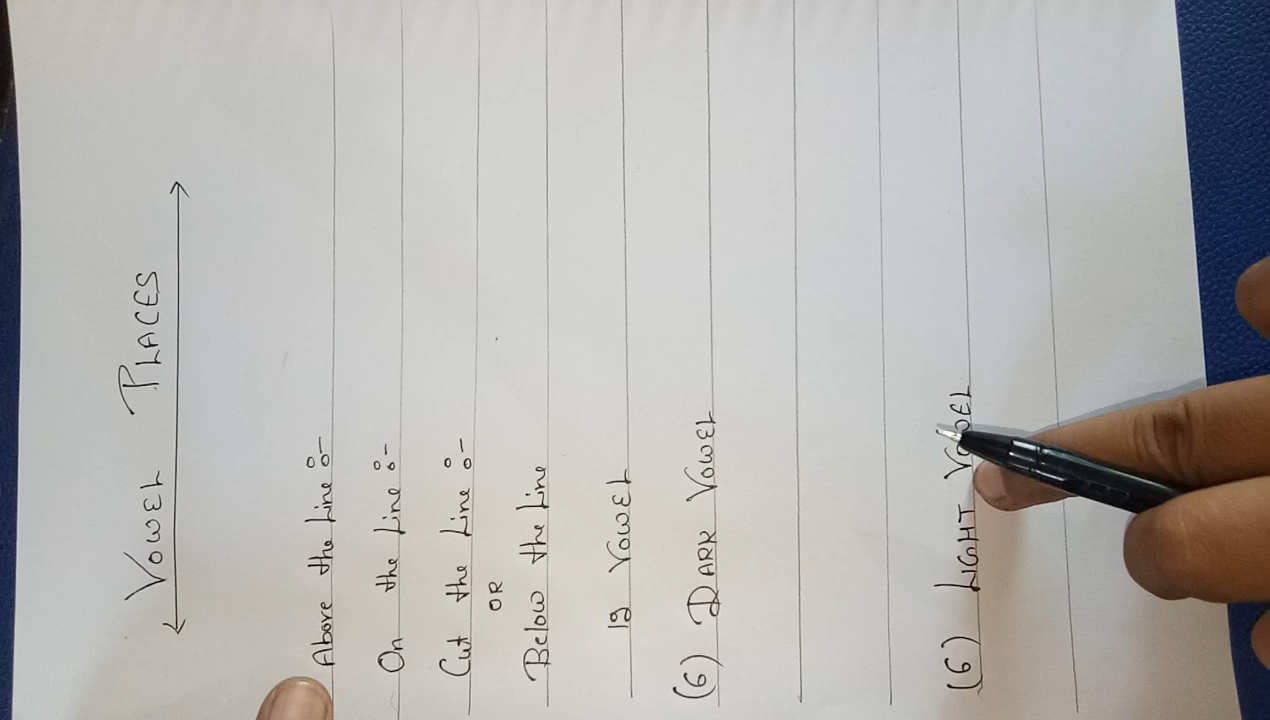 VOWEL PLACES
Above the Line :-
On the Line :-
Cut the Line :-
OR
Below the Line
12 VOWEL
(6) DARK VOWEL
(6) LIGHT VOWEL